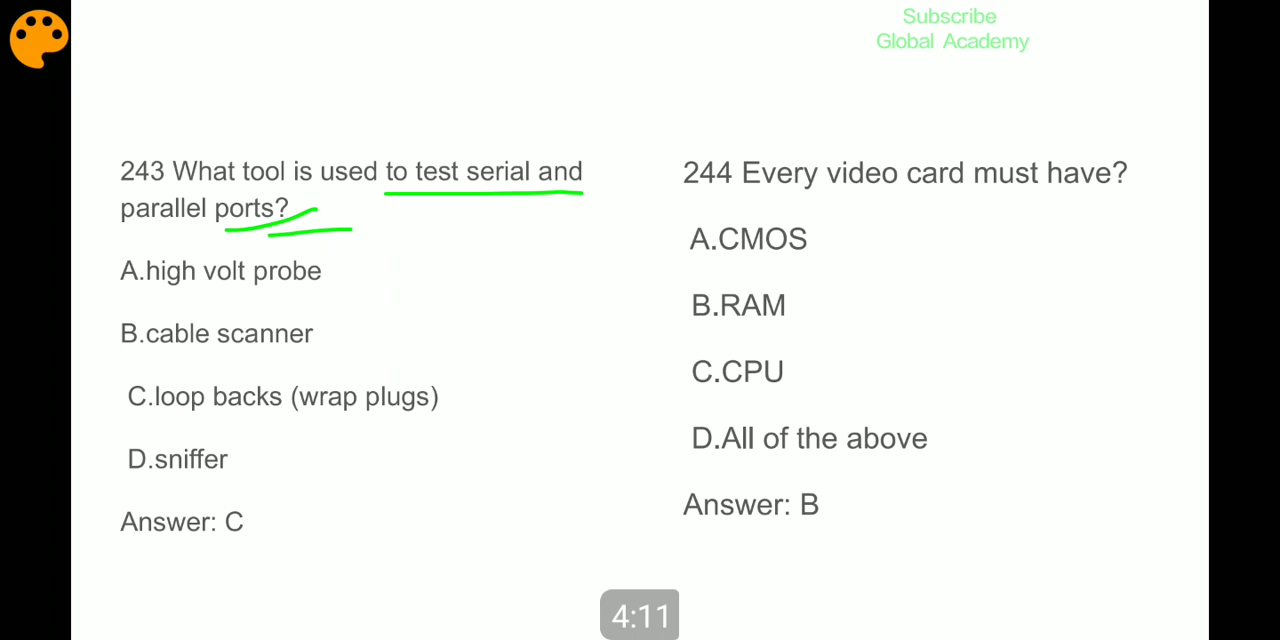 Subscribe
Global Academy
243 What tool is used to test serial and
parallel ports?
A.high volt probe
B.cable scanner
C.loop backs (wrap plugs)
D.sniffer
Answer: C
244 Every video card must have?
A.CMOS
B.RAM
C.CPU
D.All of the above
Answer: B
4:11